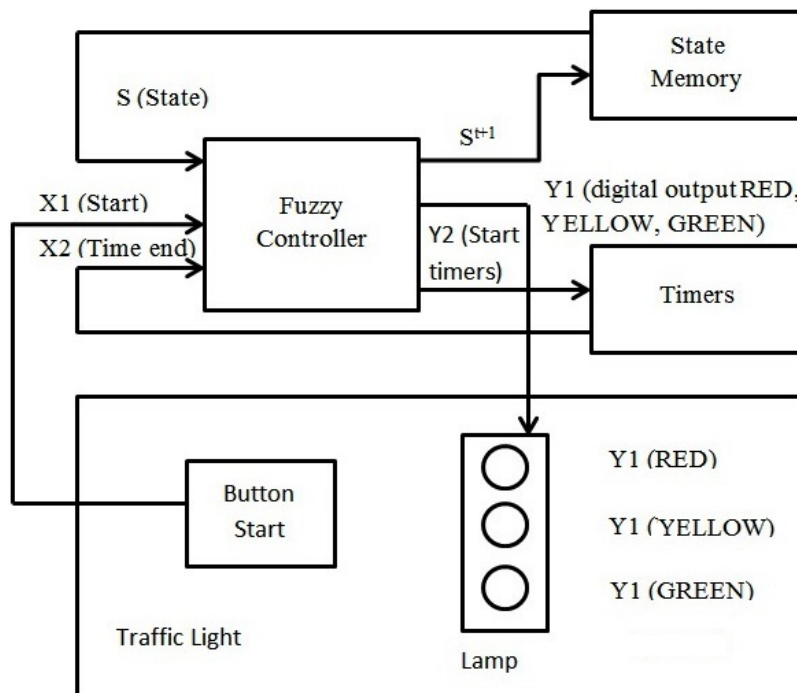 State
Memory
S (State)
S^{t+1}
X1 (Start)
Fuzzy
Controller
Y1 (digital output RED,
YELLOW, GREEN)
X2 (Time end)
Y2 (Start
timers)
Timers
Button
Start
Y1 (RED)
Y1 (YELLOW)
Y1 (GREEN)
Traffic Light
Lamp